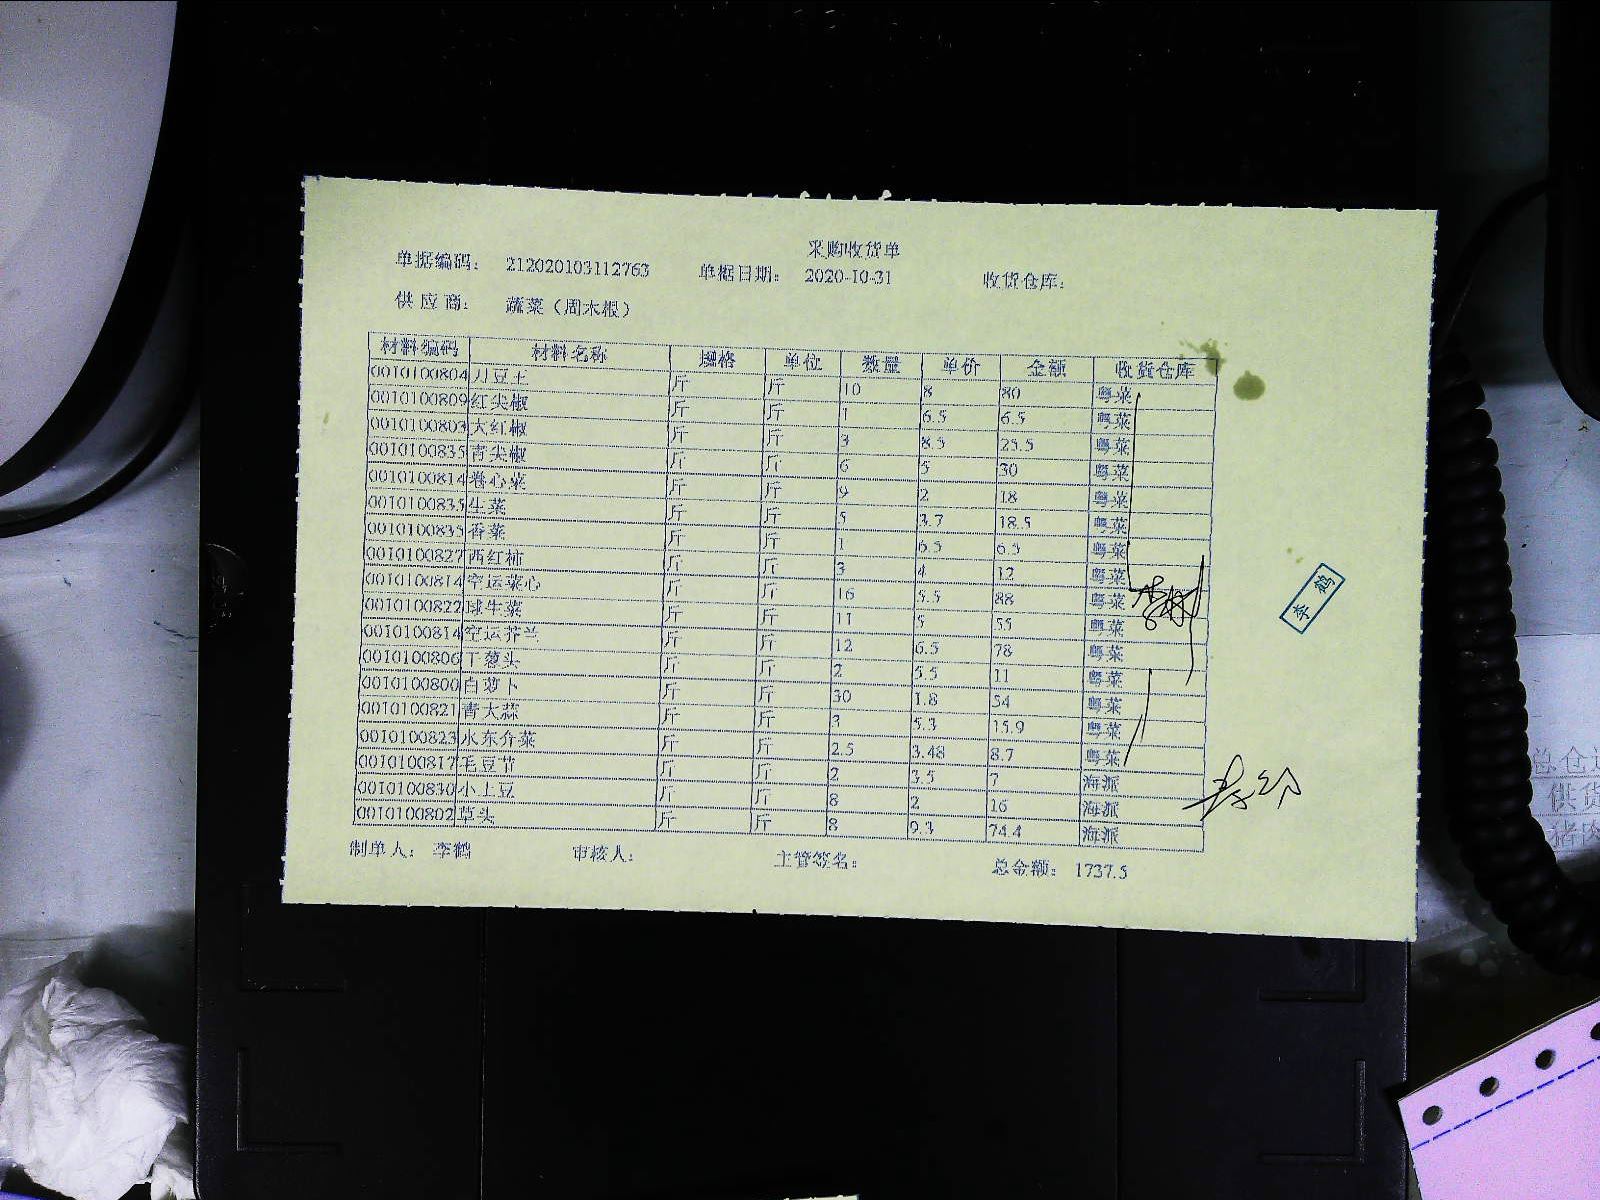 采购收货单
单据编码： 212020103112763 单据日期： 2020-10-31 收货仓库：
供应商： 蔬菜（周木根）
材料编码 材料名称 规格 单位 数量 单价 金额 收货仓库
0010100804 刀豆王 斤 斤 10 8 80 粤菜
0010100809 红尖椒 斤 斤 1 6.5 6.5 粤菜
0010100803 大红椒 斤 斤 3 8.5 25.5 粤菜
0010100835 青尖椒 斤 斤 6 5 30 粤菜
0010100814 卷心菜 斤 斤 9 2 18 粤菜
0010100835 生菜 斤 斤 5 3.7 18.5 粤菜
0010100835 香菜 斤 斤 1 6.5 6.5 粤菜
0010100827 西红柿 斤 斤 3 4 12 粤菜
0010100814 空运菜心 斤 斤 16 5.5 88 粤菜
0010100822 球生菜 斤 斤 11 5 55 粤菜
0010100814 空运芥兰 斤 斤 12 6.5 78 粤菜
0010100806 干葱头 斤 斤 2 5.5 11 粤菜
0010100800 白萝卜 斤 斤 30 1.8 54 粤菜
0010100821 青大蒜 斤 斤 3 5.3 15.9 粤菜
0010100823 水东介菜 斤 斤 2.5 3.48 8.7 粤菜
0010100817 毛豆节 斤 斤 2 3.5 7 海派
0010100830 小土豆 斤 斤 8 2 16 海派
0010100802 草头 斤 斤 8 9.3 74.4 海派
制单人： 李鹤 审核人： 主管签名： 总金额： 1737.5
李鹤
总仓
供货
猪肉